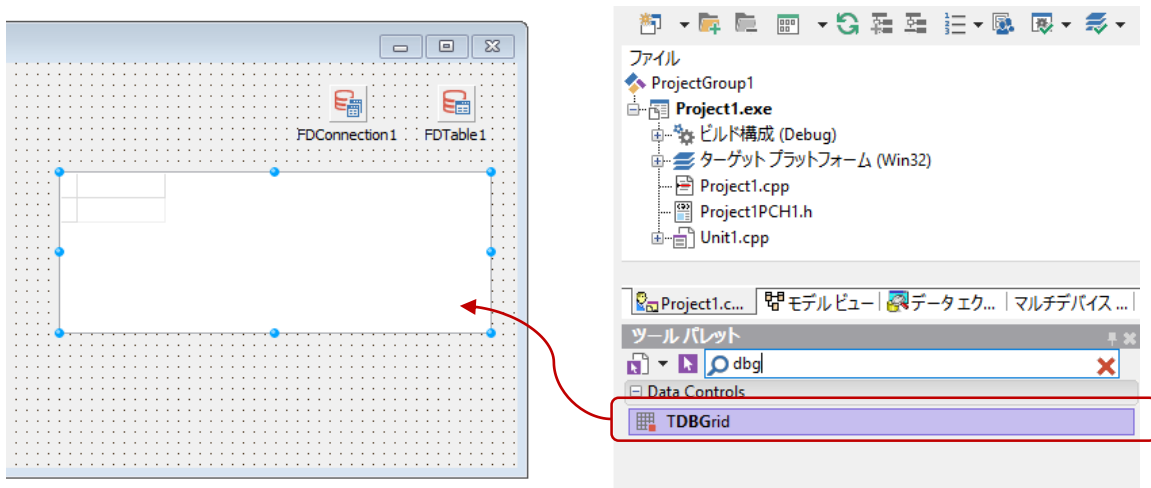 FDConnection1
FDTable1
ファイル
ProjectGroup1
Project1.exe
ビルド構成 (Debug)
ターゲット プラットフォーム (Win32)
Project1.cpp
Project1PCH1.h
Unit1.cpp
Project1.c...
モデル ビュー
データ エク...
マルチデバイス ...
ツール パレット
dbg
Data Controls
TDBGrid